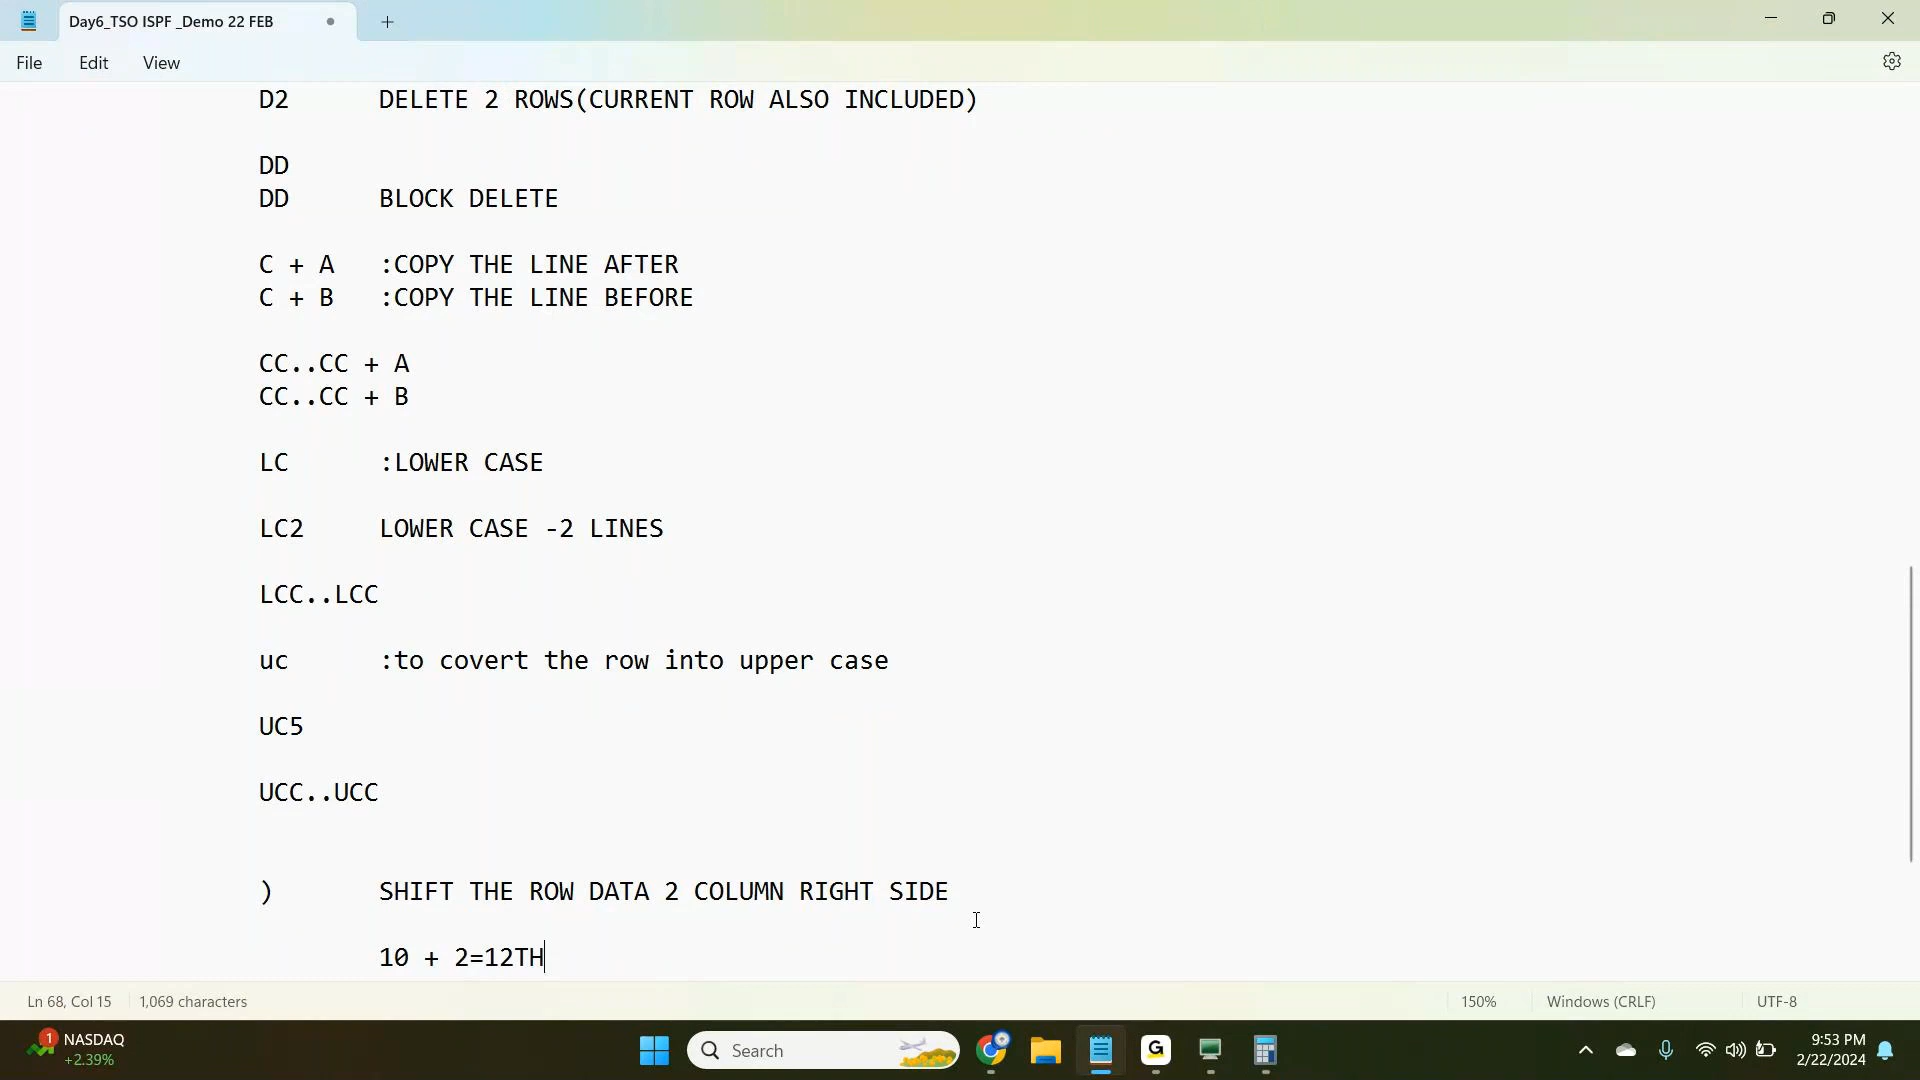 Day6_TSO ISPF _Demo 22 FEB
File Edit View
D2 DELETE 2 ROWS(CURRENT ROW ALSO INCLUDED)
DD
DD BLOCK DELETE
C + A :COPY THE LINE AFTER
C + B :COPY THE LINE BEFORE
CC..CC + A
CC..CC + B
LC :LOWER CASE
LC2 LOWER CASE -2 LINES
LCC..LCC
uc :to covert the row into upper case
UC5
UCC..UCC
) SHIFT THE ROW DATA 2 COLUMN RIGHT SIDE
10 + 2=12TH
Ln 68, Col 15 1,069 characters 150% Windows (CRLF) UTF-8
1 NASDAQ
+2.39%
Search
G
9:53 PM
2/22/2024